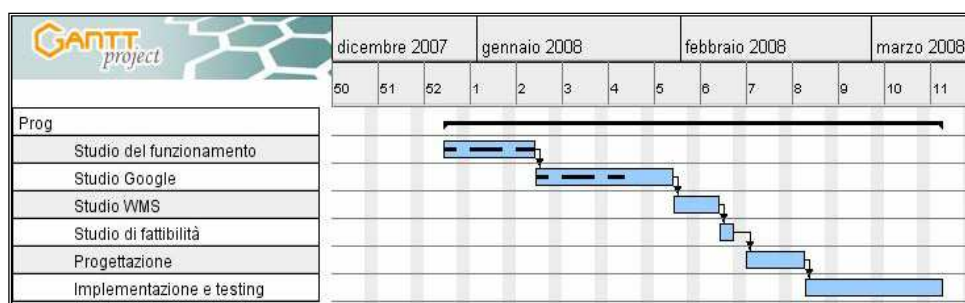 GANTT
project
dicembre 2007 gennaio 2008 febbraio 2008 marzo 2008
50 51 52 1 2 3 4 5 6 7 8 9 10 11
Prog
Studio del funzionamento
Studio Google
Studio WMS
Studio di fattibilità
Progettazione
Implementazione e testing